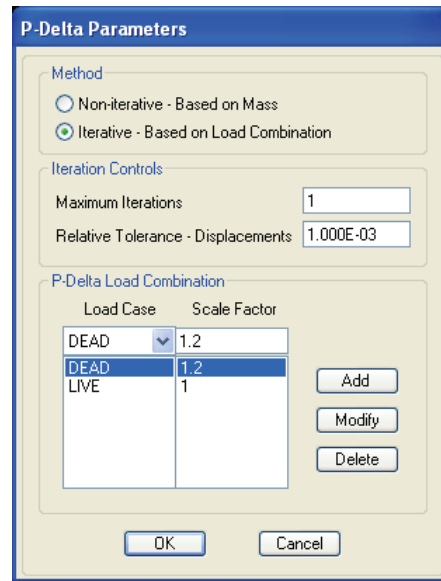 P-Delta Parameters
Method
Non-iterative - Based on Mass
Iterative - Based on Load Combination
Iteration Controls
Maximum Iterations 1
Relative Tolerance - Displacements 1.000E-03
P-Delta Load Combination
Load Case Scale Factor
DEAD 1.2
DEAD 1.2
LIVE 1
Add
Modify
Delete
OK Cancel